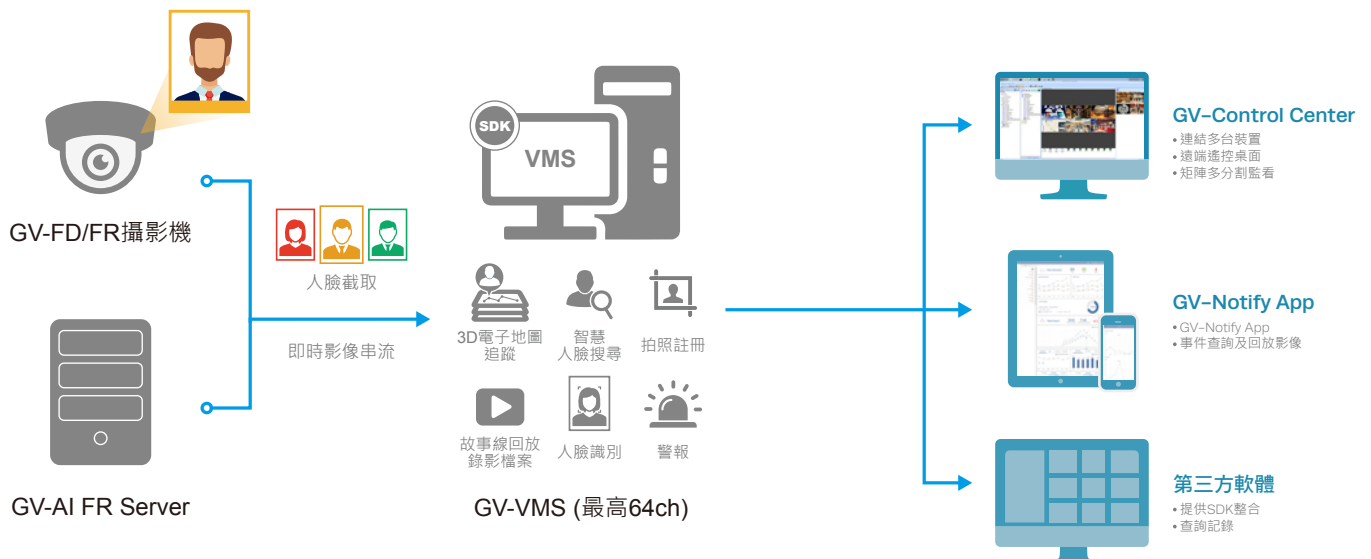 GV-FD/FR攝影機
GV-AI FR Server
人臉截取
即時影像串流
SDK
VMS
3D電子地圖
追蹤
智慧
人臉搜尋
拍照註冊
故事線回放
錄影檔案
人臉識別
警報
GV-VMS (最高64ch)
GV-Control Center
• 連結多台裝置
• 遠端遙控桌面
• 矩陣多分割監看
GV-Notify App
• GV-Notify App
• 事件查詢及回放影像
第三方軟體
• 提供SDK整合
• 查詢記錄